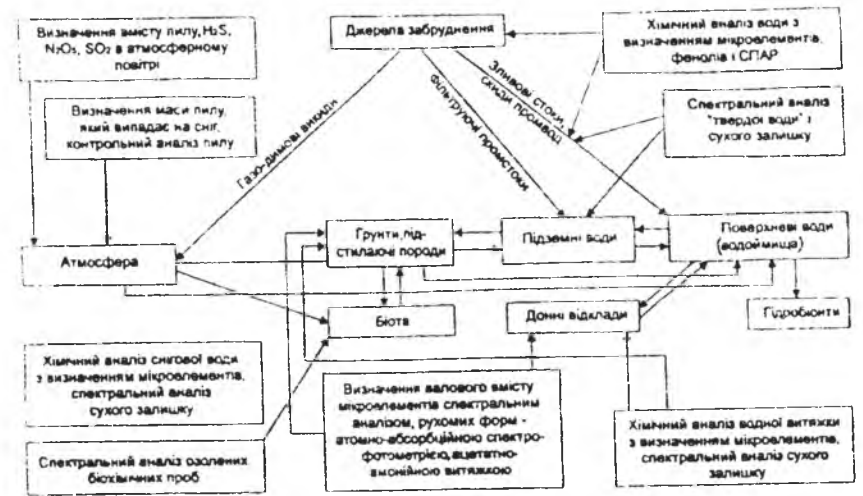 Визначення вмісту пилу, H₂S,
N₂O₅, SO₂ в атмосферному
повітрі
Джерела забруднення
Хімічний аналіз води з
визначенням мікроелементів,
фенолів і СПАР
Визначення маси пилу,
який випадає на сніг,
контрольний аналіз пилу
Спектральний аналіз
"твердої води" і
сухого залишку
Газо-димові викиди
Фільтруючі промстоки
Зливові стоки,
скиди промвод
Атмосфера
Грунти, під-
стилаючі породи
Підземні води
Поверхневі води
(водоймища)
Біота
Донні відклади
Гідробіонти
Хімічний аналіз снігової води
з визначенням мікроелементів,
спектральний аналіз
сухого залишку
Спектральний аналіз озолених
біохімічних проб
Визначення валового вмісту
мікроелементів спектральним
аналізом, рухомих форм -
атомно-абсорбційною спектро-
фотометрією, ацетатно-
амонійною витяжкою
Хімічний аналіз водної витяжки
з визначенням мікроелементів,
спектральний аналіз сухого
залишку